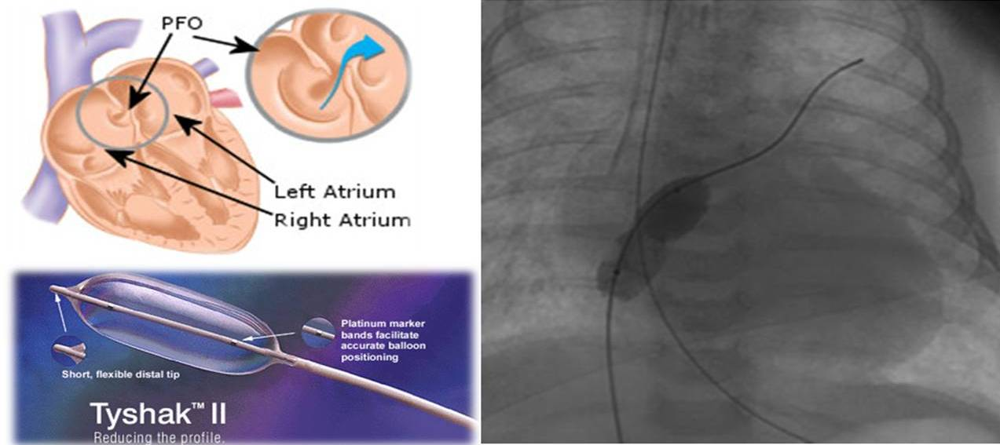 PFO
Left Atrium
Right Atrium
Platinum marker
bands facilitate
accurate balloon
positioning
Short, flexible distal tip
Tyshak™ II
Reducing the profile.